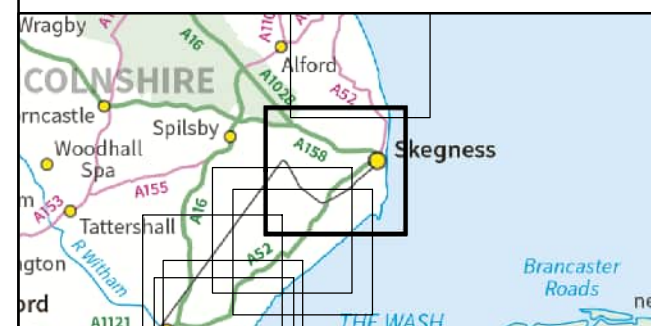 Wragby
A16
A110
Alford
COLNSHIRE
A1028
A52
rncastle
Spilsby
A158
Skegness
Woodhall
Spa
A155
A153
A16
Tattershall
R Witham
A52
ngton
Brancaster
Roads
rd
A1121
THE WASH